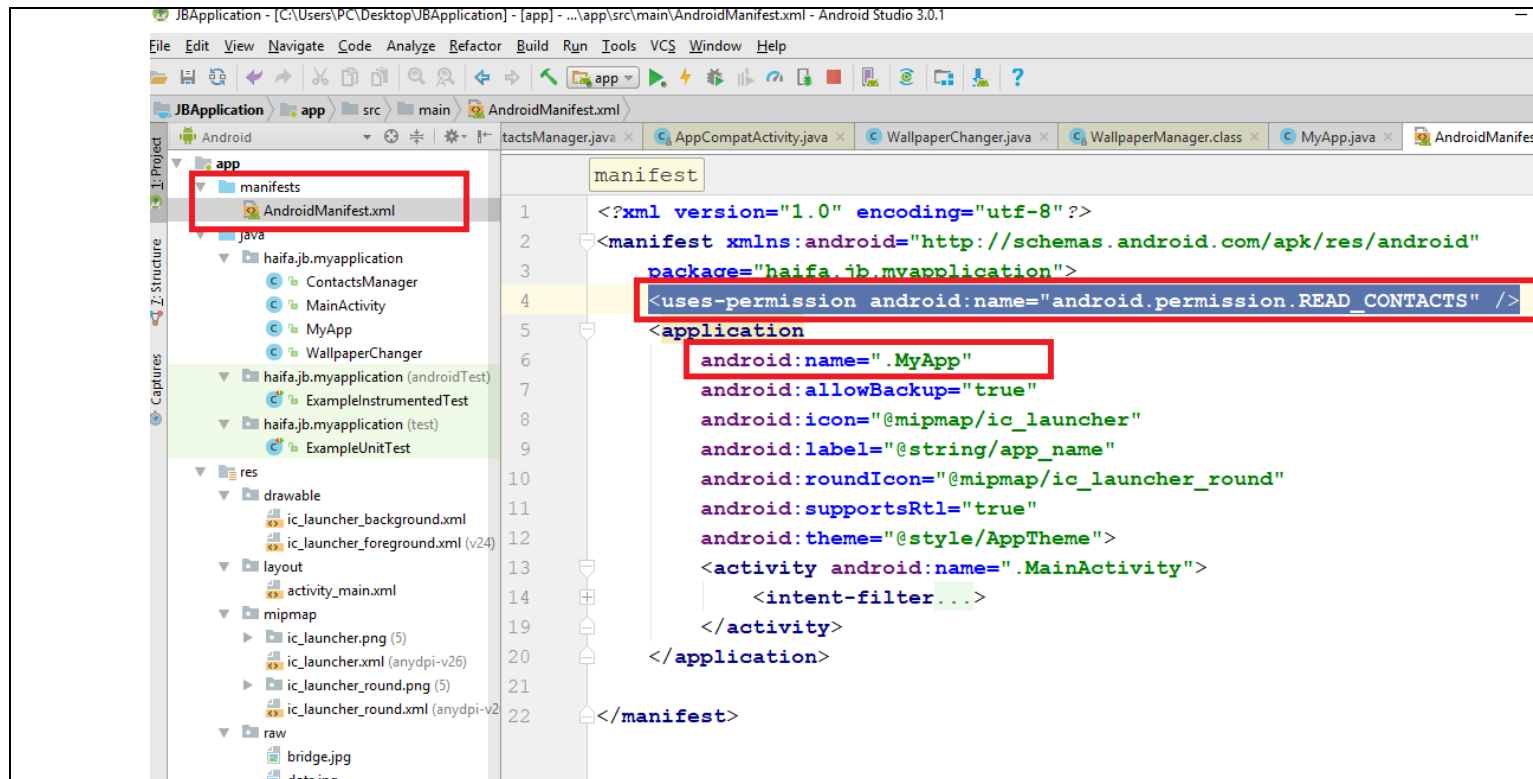 JBApplication - [C:\Users\PC\Desktop\JBApplication] - [app] - ...\app\src\main\AndroidManifest.xml - Android Studio 3.0.1
File Edit View Navigate Code Analyze Refactor Build Run Tools VCS Window Help
app
JBApplication app src main AndroidManifest.xml
Android
tactsManager.java AppCompatActivity.java WallpaperChanger.java WallpaperManager.class MyApp.java AndroidManifes
1: Project
7: Structure
Captures
app
manifests
AndroidManifest.xml
java
haifa.jb.myapplication
ContactsManager
MainActivity
MyApp
WallpaperChanger
haifa.jb.myapplication (androidTest)
ExampleInstrumentedTest
haifa.jb.myapplication (test)
ExampleUnitTest
res
drawable
ic_launcher_background.xml
ic_launcher_foreground.xml (v24)
layout
activity_main.xml
mipmap
ic_launcher.png (5)
ic_launcher.xml (anydpi-v26)
ic_launcher_round.png (5)
ic_launcher_round.xml (anydpi-v2
raw
bridge.jpg
manifest
1 <?xml version="1.0" encoding="utf-8"?>
2 <manifest xmlns:android="http://schemas.android.com/apk/res/android"
3 package="haifa.jb.myapplication">
4 <uses-permission android:name="android.permission.READ_CONTACTS" />
5 <application
6 android:name=".MyApp"
7 android:allowBackup="true"
8 android:icon="@mipmap/ic_launcher"
9 android:label="@string/app_name"
10 android:roundIcon="@mipmap/ic_launcher_round"
11 android:supportsRtl="true"
12 android:theme="@style/AppTheme">
13 <activity android:name=".MainActivity">
14 <intent-filter...>
19 </activity>
20 </application>
21
22 </manifest>